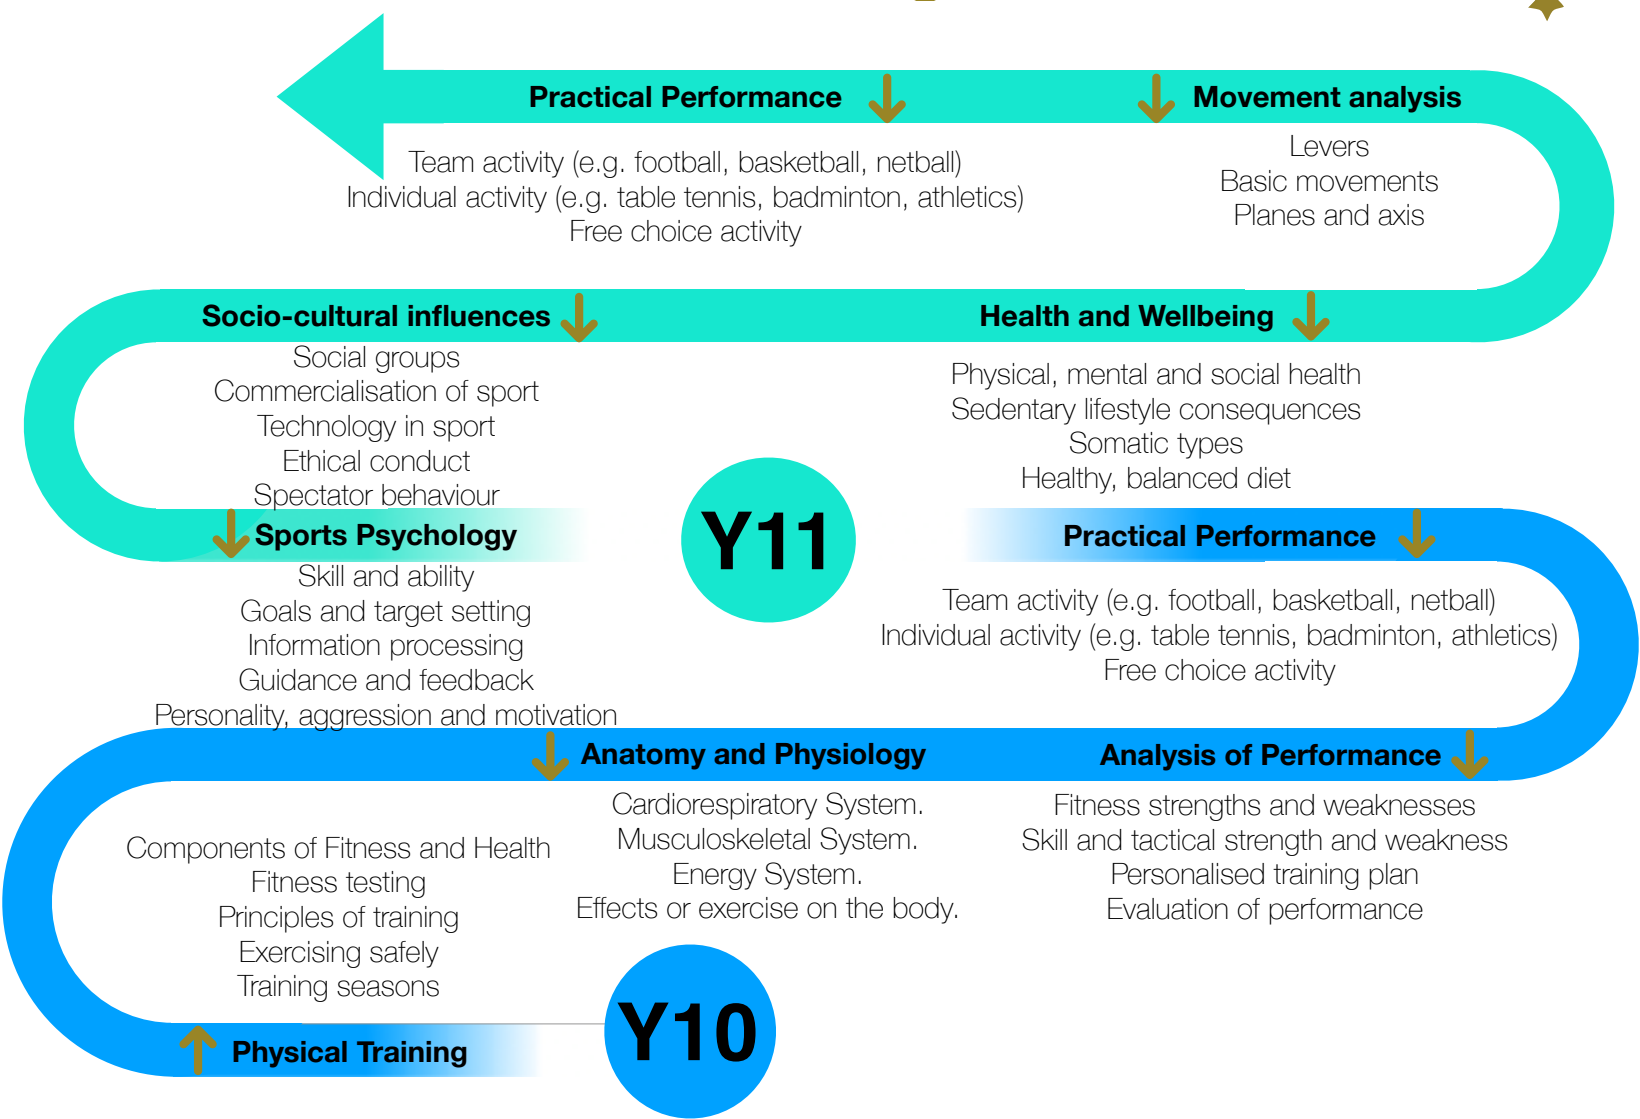 Practical Performance
Movement analysis
Team activity (e.g. football, basketball, netball)
Individual activity (e.g. table tennis, badminton, athletics)
Free choice activity
Levers
Basic movements
Planes and axis
Socio-cultural influences
Health and Wellbeing
Social groups
Commercialisation of sport
Technology in sport
Ethical conduct
Spectator behaviour
Physical, mental and social health
Sedentary lifestyle consequences
Somatic types
Healthy, balanced diet
Y11
Sports Psychology
Practical Performance
Skill and ability
Goals and target setting
Information processing
Guidance and feedback
Personality, aggression and motivation
Team activity (e.g. football, basketball, netball)
Individual activity (e.g. table tennis, badminton, athletics)
Free choice activity
Anatomy and Physiology
Analysis of Performance
Components of Fitness and Health
Fitness testing
Principles of training
Exercising safely
Training seasons
Cardiorespiratory System.
Musculoskeletal System.
Energy System.
Effects or exercise on the body.
Fitness strengths and weaknesses
Skill and tactical strength and weakness
Personalised training plan
Evaluation of performance
Y10
Physical Training